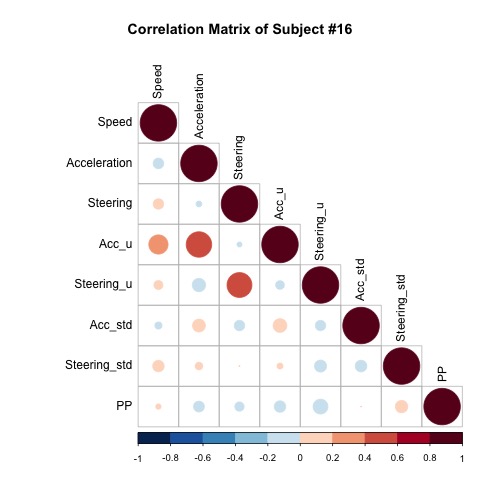 Correlation Matrix of Subject #16
Speed
Acceleration
Steering
Acc_u
Steering_u
Acc_std
Steering_std
PP
Speed
Acceleration
Steering
Acc_u
Steering_u
Acc_std
Steering_std
PP
-1 -0.8 -0.6 -0.4 -0.2 0 0.2 0.4 0.6 0.8 1